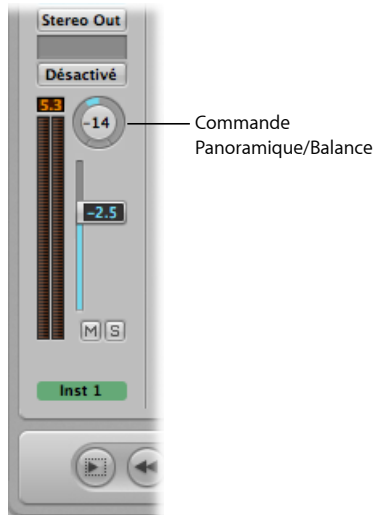 Stereo Out
Désactivé
5.3
-14
Commande
Panoramique/Balance
-2.5
M S
Inst 1